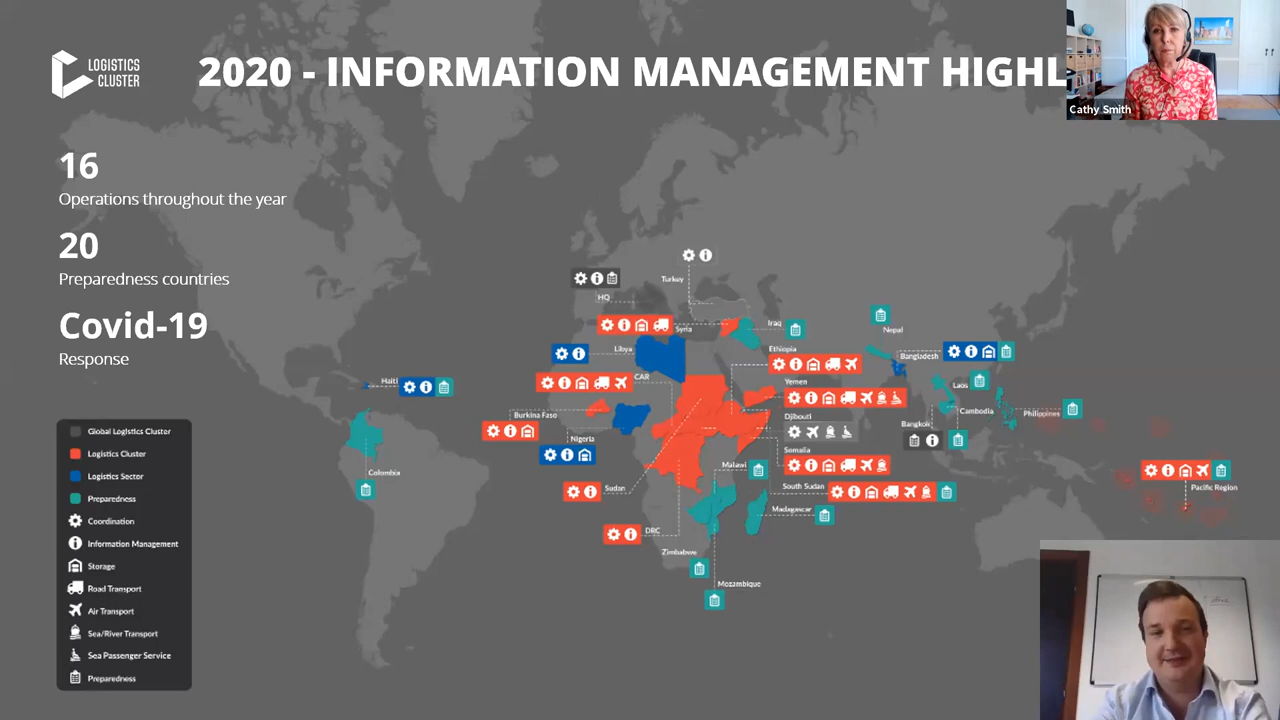 LOGISTICS
CLUSTER
2020 - INFORMATION MANAGEMENT HIGHL
Cathy Smith
16
Operations throughout the year
20
Preparedness countries
Covid-19
Response
Turkey
HQ
Syria
Iraq
Nepal
Libya
Ethiopia
Bangladesh
Haiti
CAR
Yemen
Laos
Burkina Faso
Djibouti
Cambodia
Philippines
Bangkok
Nigeria
Somalia
Colombia
Malawi
Sudan
South Sudan
Pacific Region
Madagascar
DRC
Zimbabwe
Mozambique
Global Logistics Cluster
Logistics Cluster
Logistics Sector
Preparedness
Coordination
Information Management
Storage
Road Transport
Air Transport
Sea/River Transport
Sea Passenger Service
Preparedness